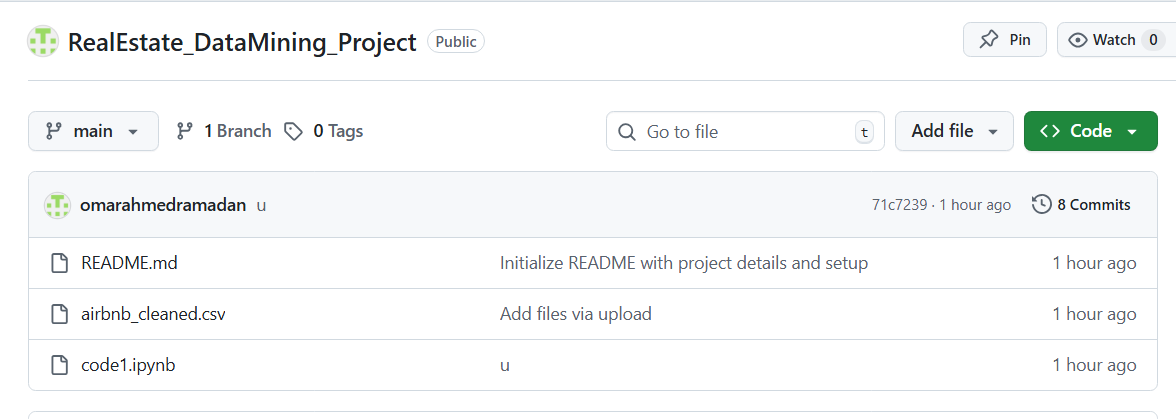 RealEstate_DataMining_Project Public Pin Watch 0
main 1 Branch 0 Tags Go to file t Add file Code
omarahmedramadan u 71c7239 · 1 hour ago 8 Commits
README.md Initialize README with project details and setup 1 hour ago
airbnb_cleaned.csv Add files via upload 1 hour ago
code1.ipynb u 1 hour ago